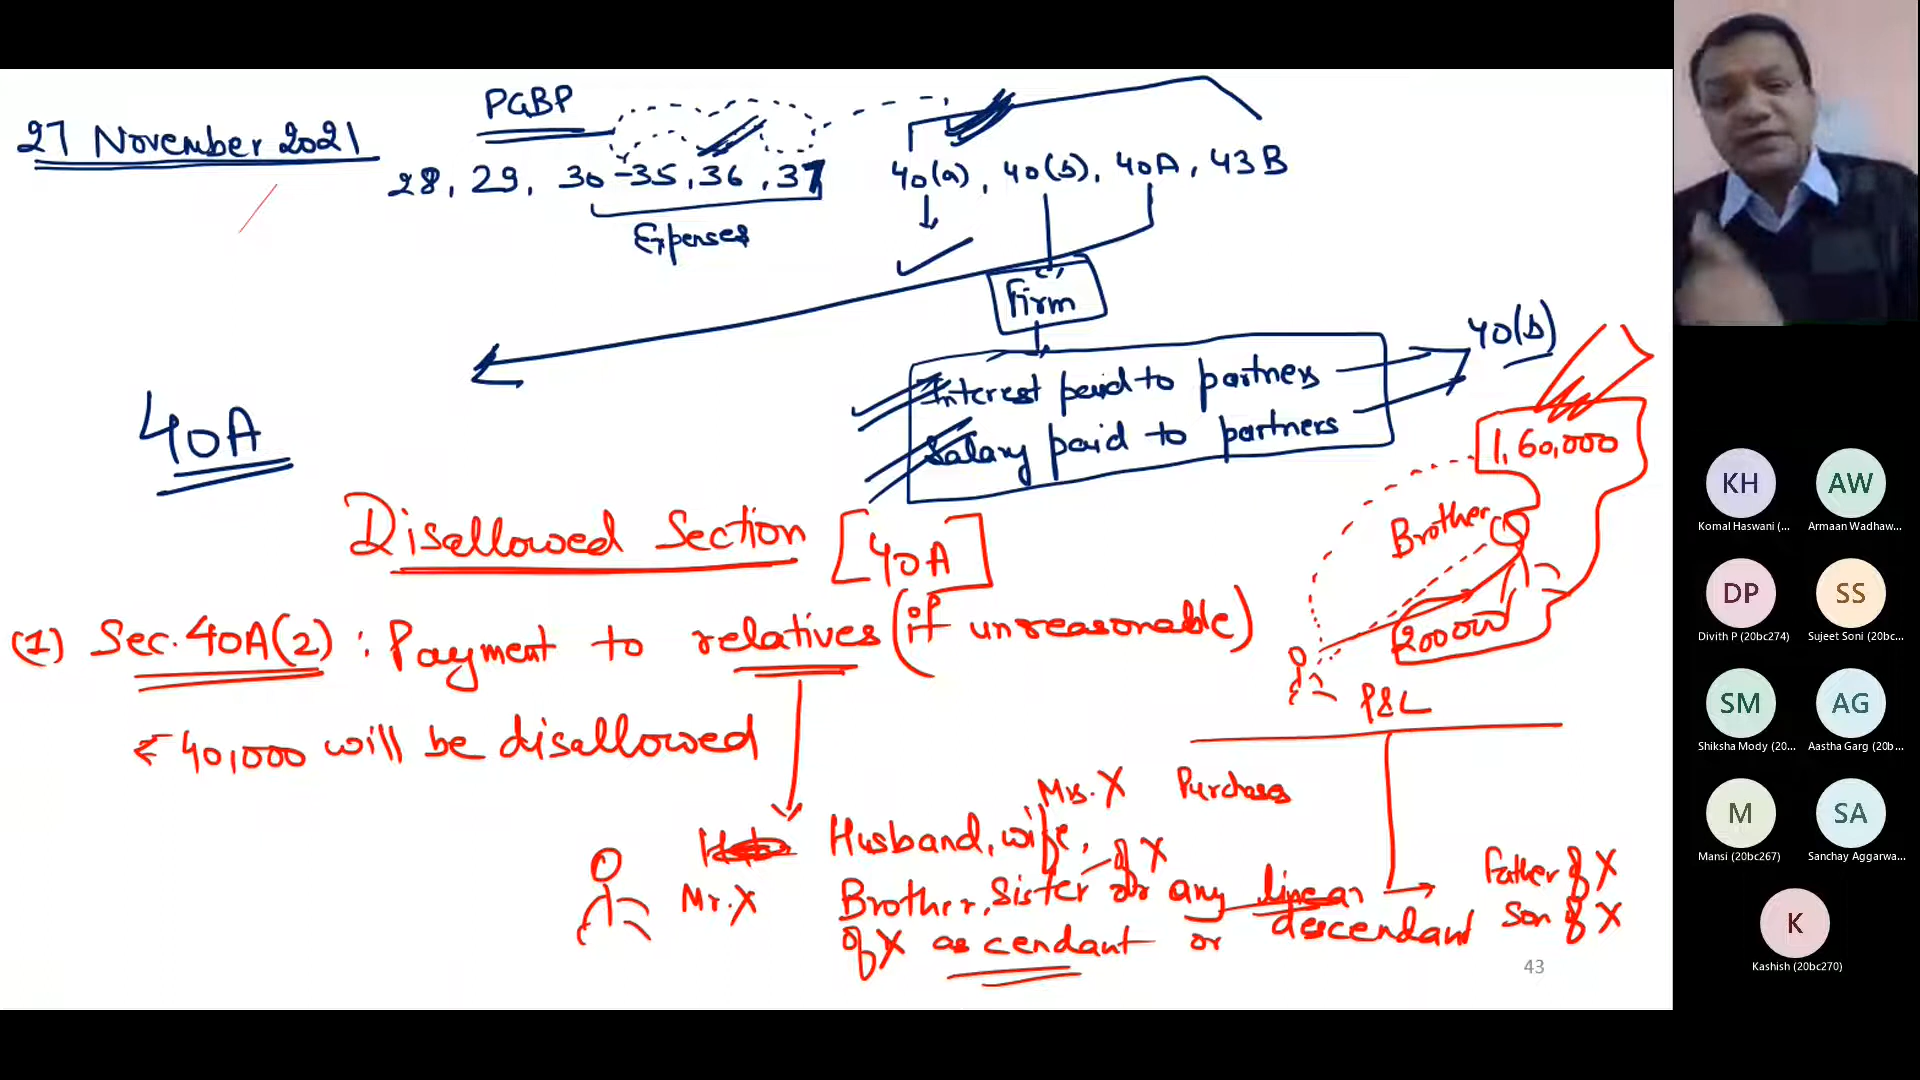 27 November 2021
PGBP
28, 29, 30-35, 36, 37
40(a), 40(b), 40A, 43B
Expenses
Firm
40(b)
Interest paid to partners
Salary paid to partners
40A
1,60,000
Brother
Disallowed Section [40A]
(1) Sec. 40A(2) : Payment to relatives (if unreasonable)
200000
P&L
₹ 40,000 will be disallowed
Mrs. X
Purchases
Husband, wife,
of X
Mr. X
Brother, Sister or any linear
Father of X
of X ascendant or descendant
Son of X
43
KH
Komal Haswani (...
AW
Armaan Wadhaw...
DP
Divith P (20bc274)
SS
Sujeet Soni (20bc...
SM
Shiksha Mody (20...
AG
Aastha Garg (20b...
M
Mansi (20bc267)
SA
Sanchay Aggarwa...
K
Kashish (20bc270)